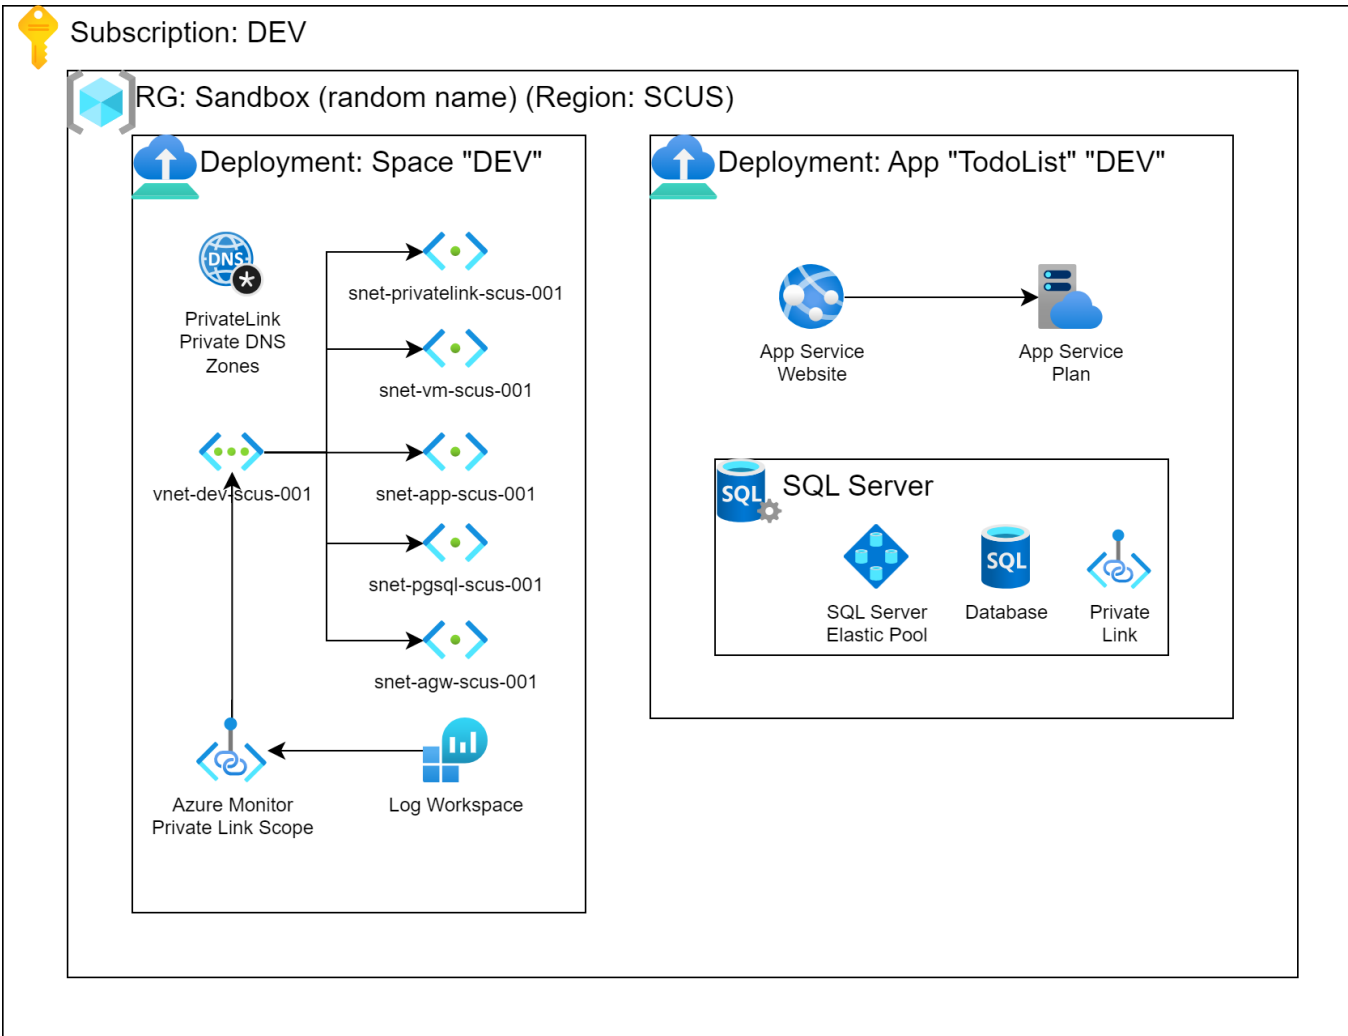 Subscription: DEV
RG: Sandbox (random name) (Region: SCUS)
Deployment: Space "DEV"
DNS
PrivateLink
Private DNS
Zones
snet-privatelink-scus-001
snet-vm-scus-001
vnet-dev-scus-001
snet-app-scus-001
snet-pgsql-scus-001
snet-agw-scus-001
Azure Monitor
Private Link Scope
Log Workspace
Deployment: App "TodoList" "DEV"
App Service
Website
App Service
Plan
SQL
SQL Server
SQL Server
Elastic Pool
SQL
Database
Private
Link